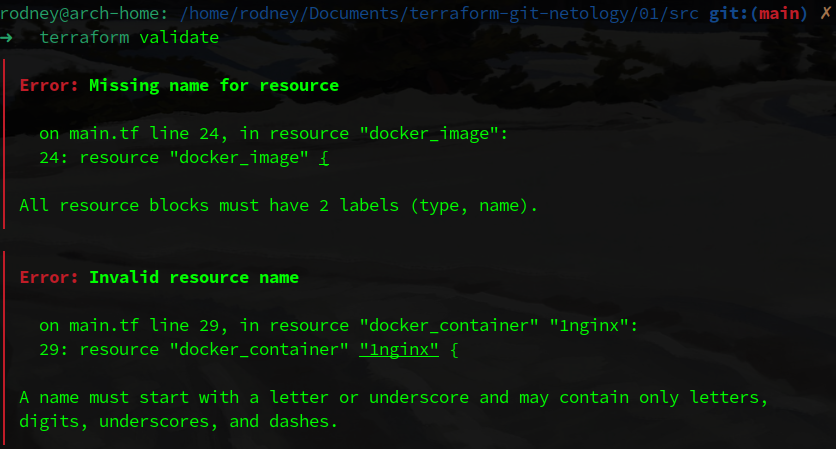 rodney@arch-home: /home/rodney/Documents/terraform-git-netology/01/src git:(main) ✗
➜  terraform validate
Error: Missing name for resource
on main.tf line 24, in resource "docker_image":
24: resource "docker_image" {
All resource blocks must have 2 labels (type, name).
Error: Invalid resource name
on main.tf line 29, in resource "docker_container" "1nginx":
29: resource "docker_container" "1nginx" {
A name must start with a letter or underscore and may contain only letters,
digits, underscores, and dashes.